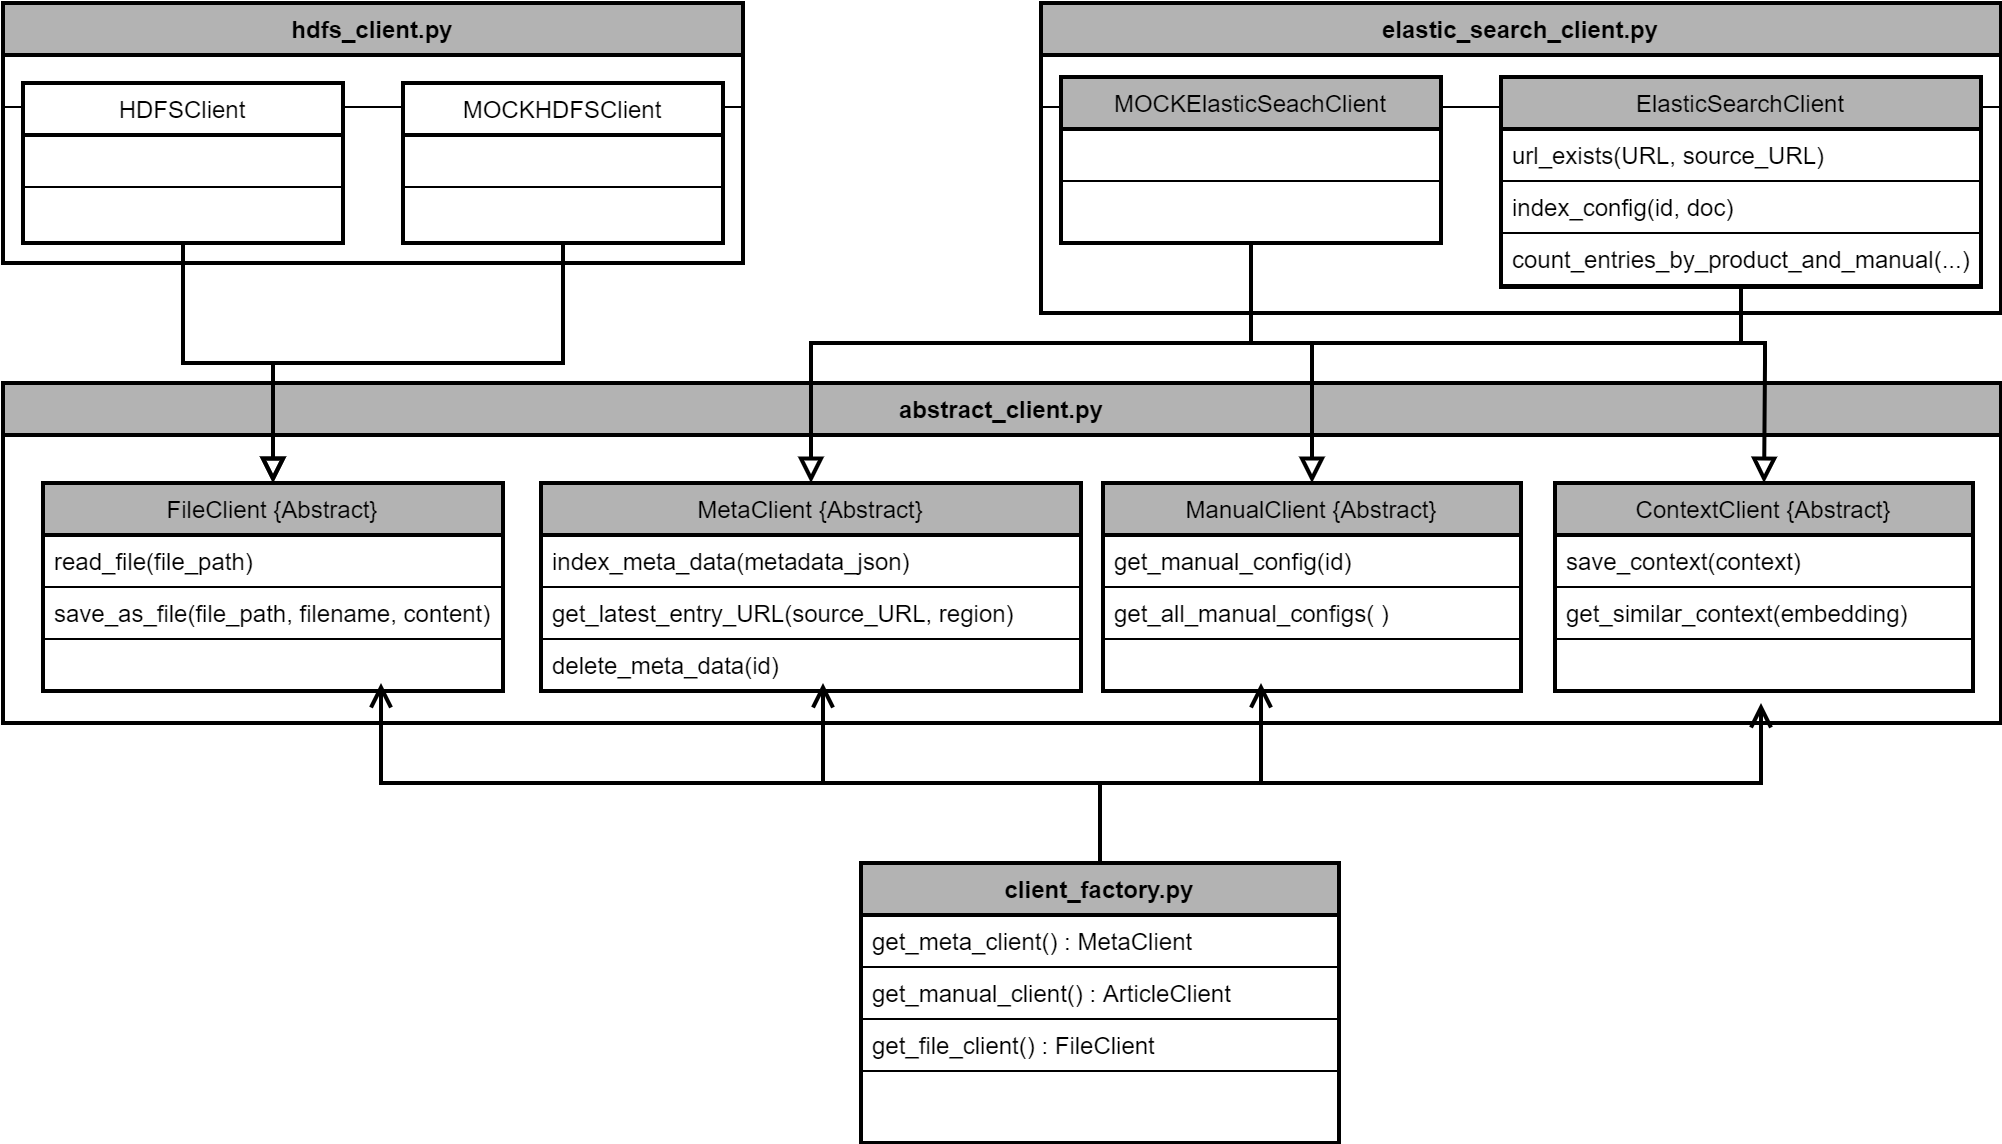 hdfs_client.py
HDFSClient
MOCKHDFSClient
elastic_search_client.py
MOCKElasticSeachClient
ElasticSearchClient
url_exists(URL, source_URL)
index_config(id, doc)
count_entries_by_product_and_manual(...)
abstract_client.py
FileClient {Abstract}
read_file(file_path)
save_as_file(file_path, filename, content)
MetaClient {Abstract}
index_meta_data(metadata_json)
get_latest_entry_URL(source_URL, region)
delete_meta_data(id)
ManualClient {Abstract}
get_manual_config(id)
get_all_manual_configs( )
ContextClient {Abstract}
save_context(context)
get_similar_context(embedding)
client_factory.py
get_meta_client() : MetaClient
get_manual_client() : ArticleClient
get_file_client() : FileClient